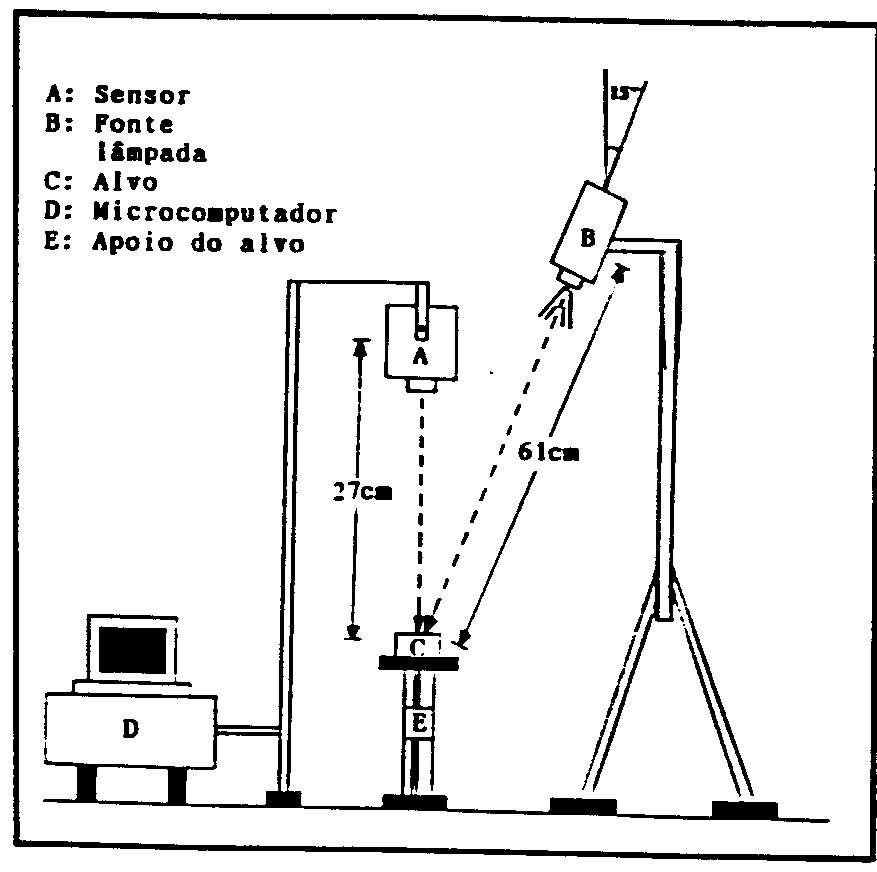 A: Sensor
B: Fonte
lâmpada
C: Alvo
D: Microcomputador
E: Apoio do alvo
15°
B
A
61cm
27cm
C
E
D